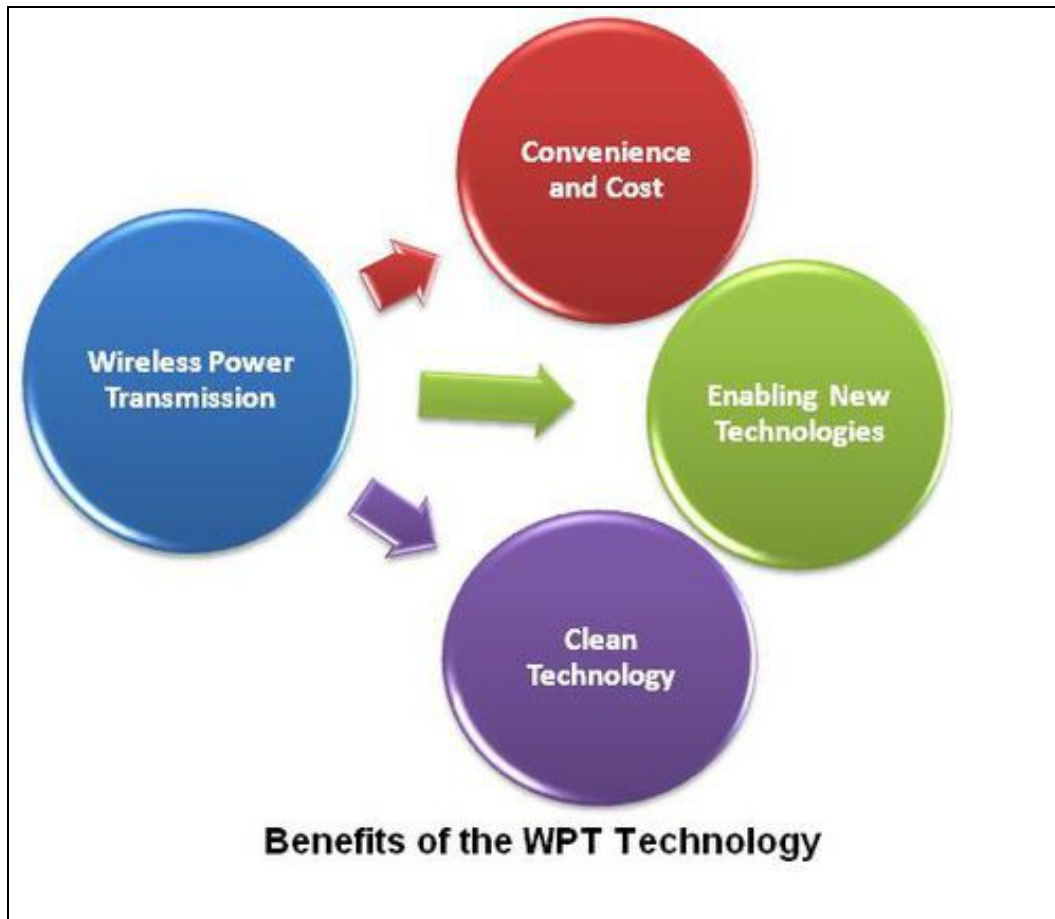 Convenience
and Cost
Wireless Power
Transmission
Enabling New
Technologies
Clean
Technology
Benefits of the WPT Technology